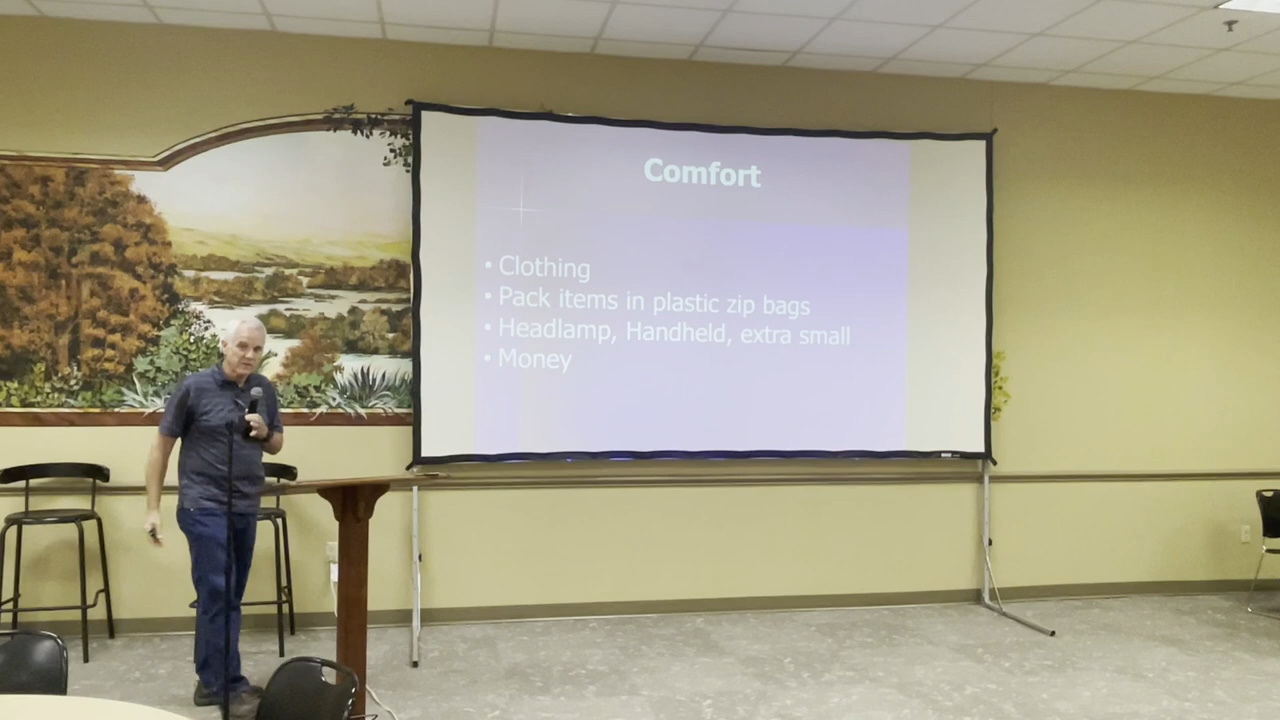 Comfort
• Clothing
• Pack items in plastic zip bags
• Headlamp, Handheld, extra small
• Money